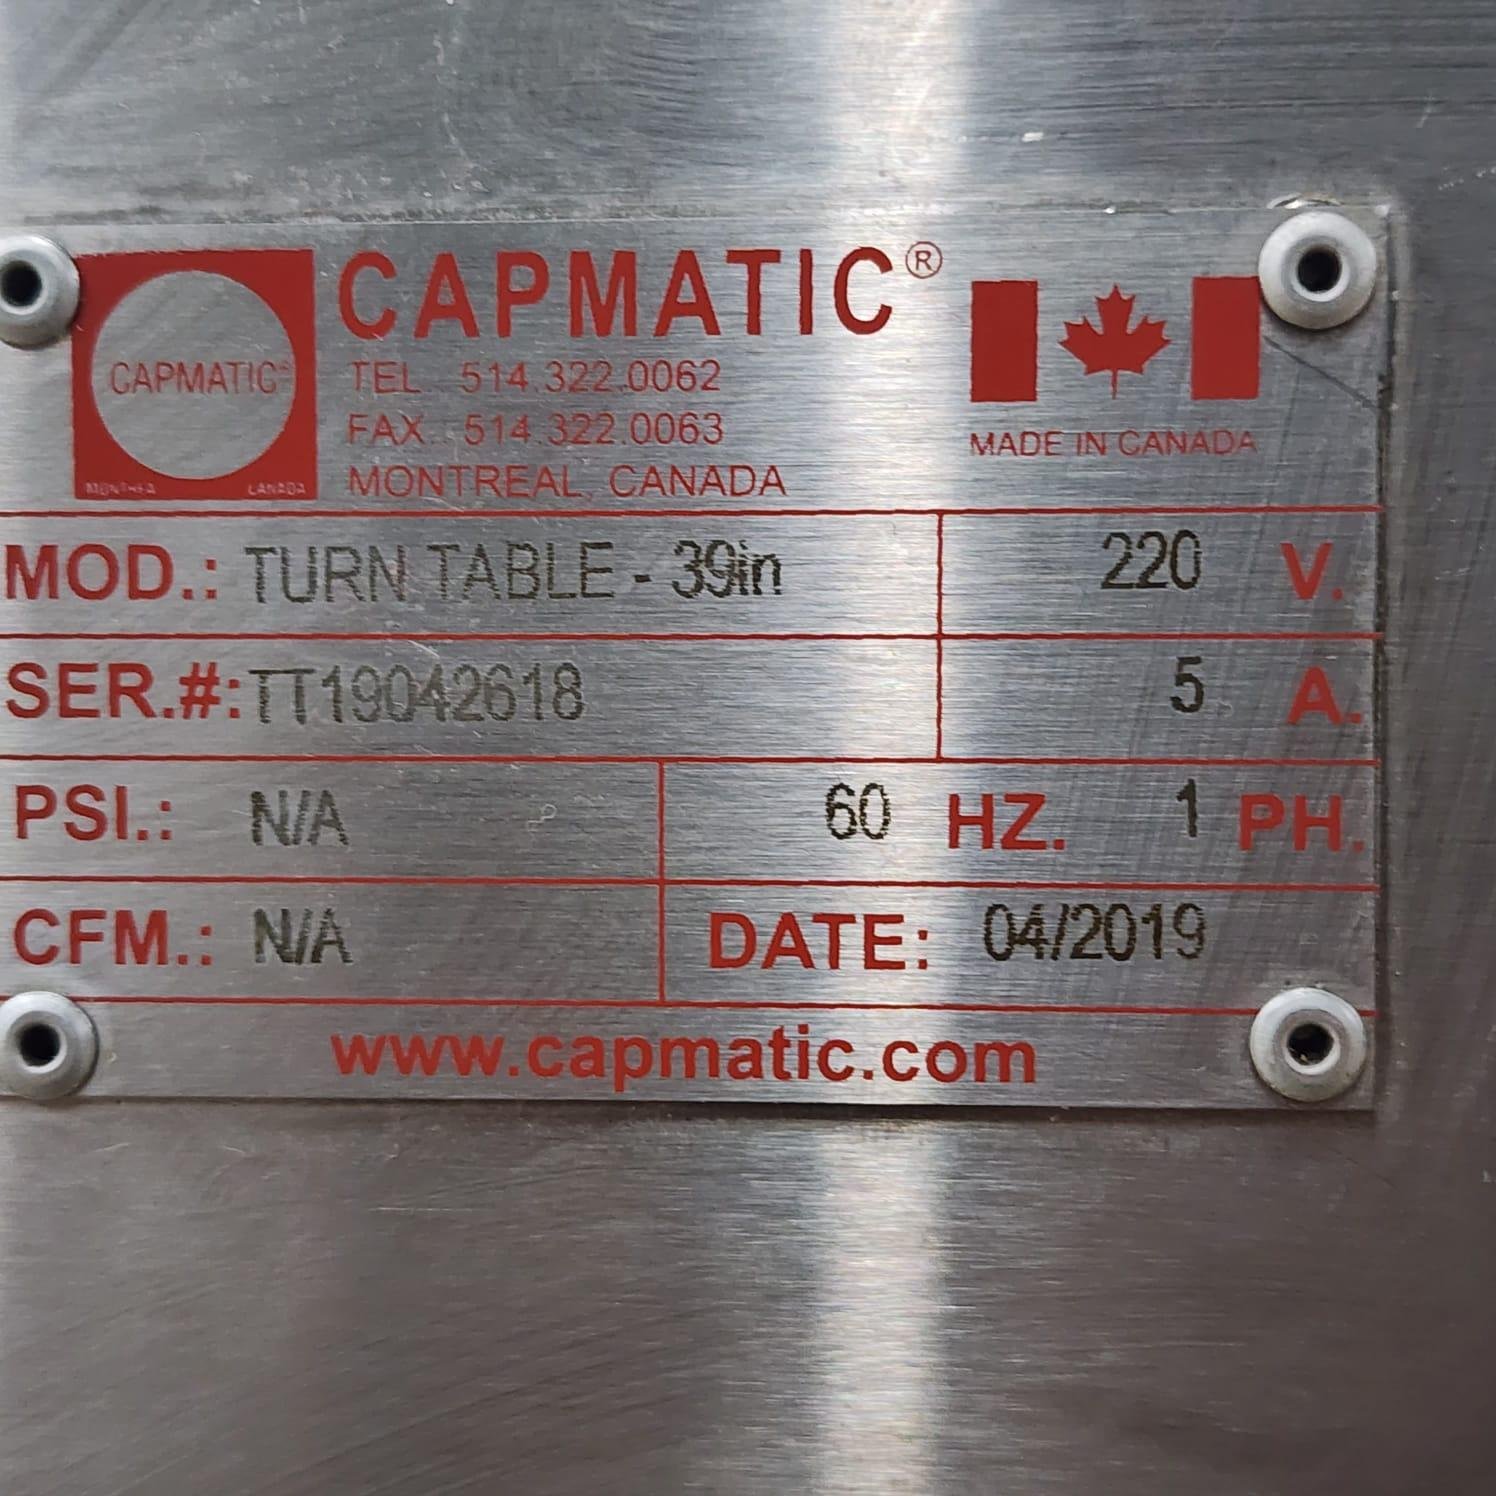 CAPMATIC®
CAPMATIC®
TEL. 514.322.0062
FAX. 514.322.0063
MONTREAL, CANADA
CANADA
MADE IN CANADA
MOD.: TURN TABLE - 39in 220 V.
SER.#: TT19042618 5 A.
PSI.: N/A 60 HZ. 1 PH.
CFM.: N/A DATE: 04/2019
www.capmatic.com